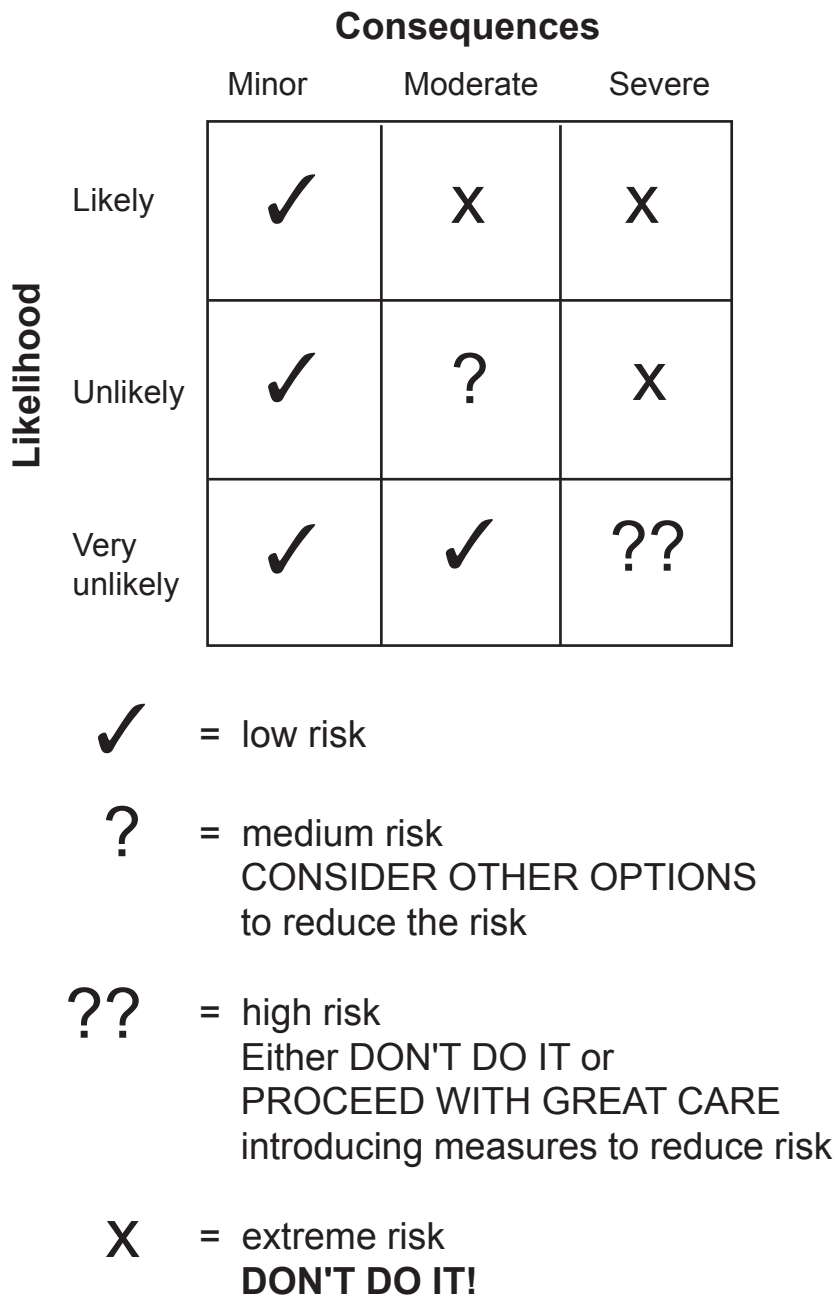 Consequences
Minor Moderate Severe
Likelihood
Likely ✓ x x
Unlikely ✓ ? x
Very
unlikely ✓ ✓ ??
✓ = low risk
? = medium risk
CONSIDER OTHER OPTIONS
to reduce the risk
?? = high risk
Either DON'T DO IT or
PROCEED WITH GREAT CARE
introducing measures to reduce risk
x = extreme risk
DON'T DO IT!